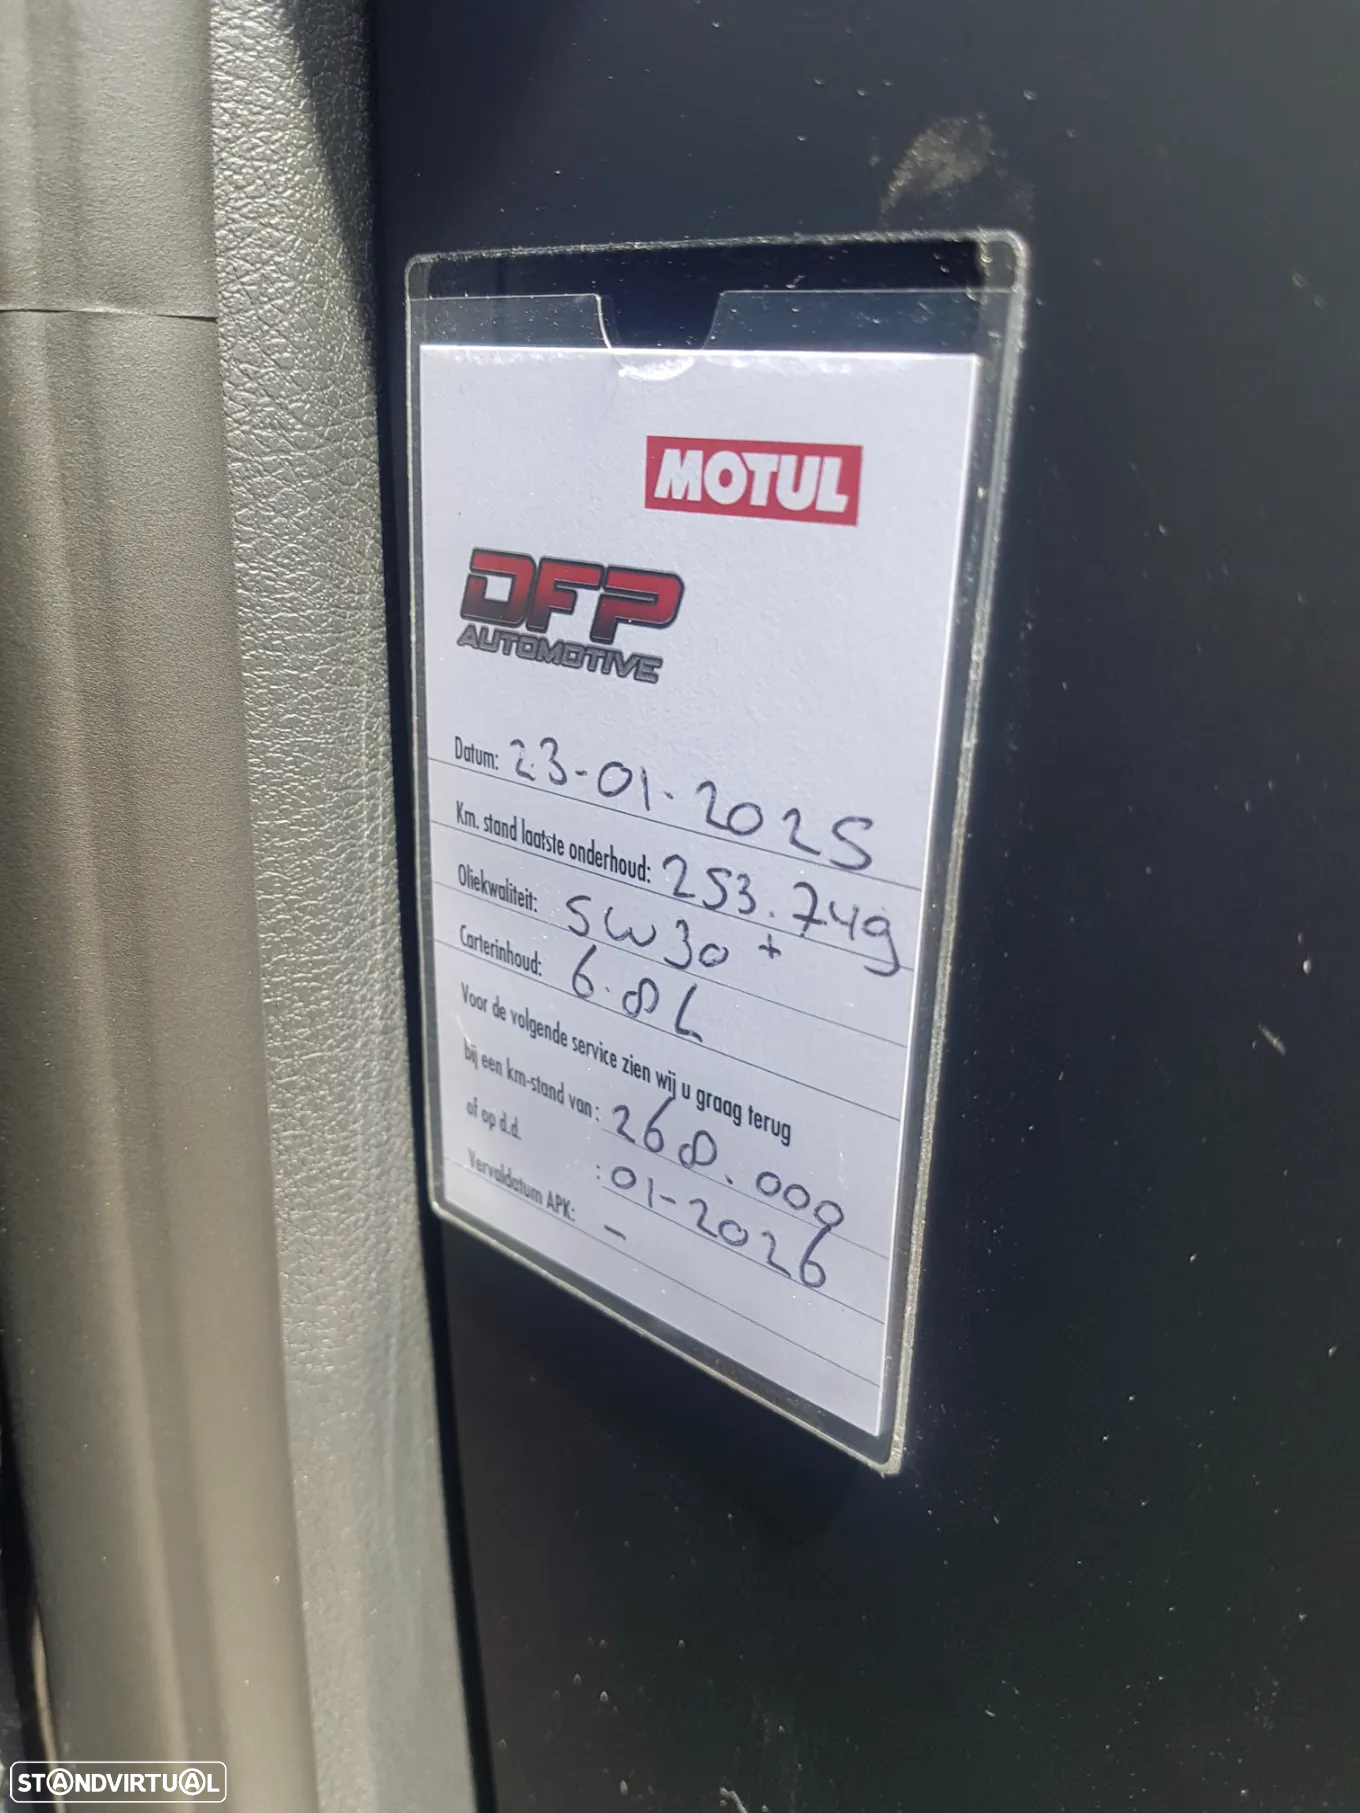 MOTUL
DFP
AUTOMOTIVE
Datum: 23-01-2025
Km. stand laatste onderhoud: 253.749
Oliekwaliteit: 5W30 +
Carterinhoud: 6.8L
Voor de volgende service zien wij u graag terug
bij een km-stand van: 268.000
of op d.d. : 01-2026
Vervaldatum APK: -
STANDVIRTUAL